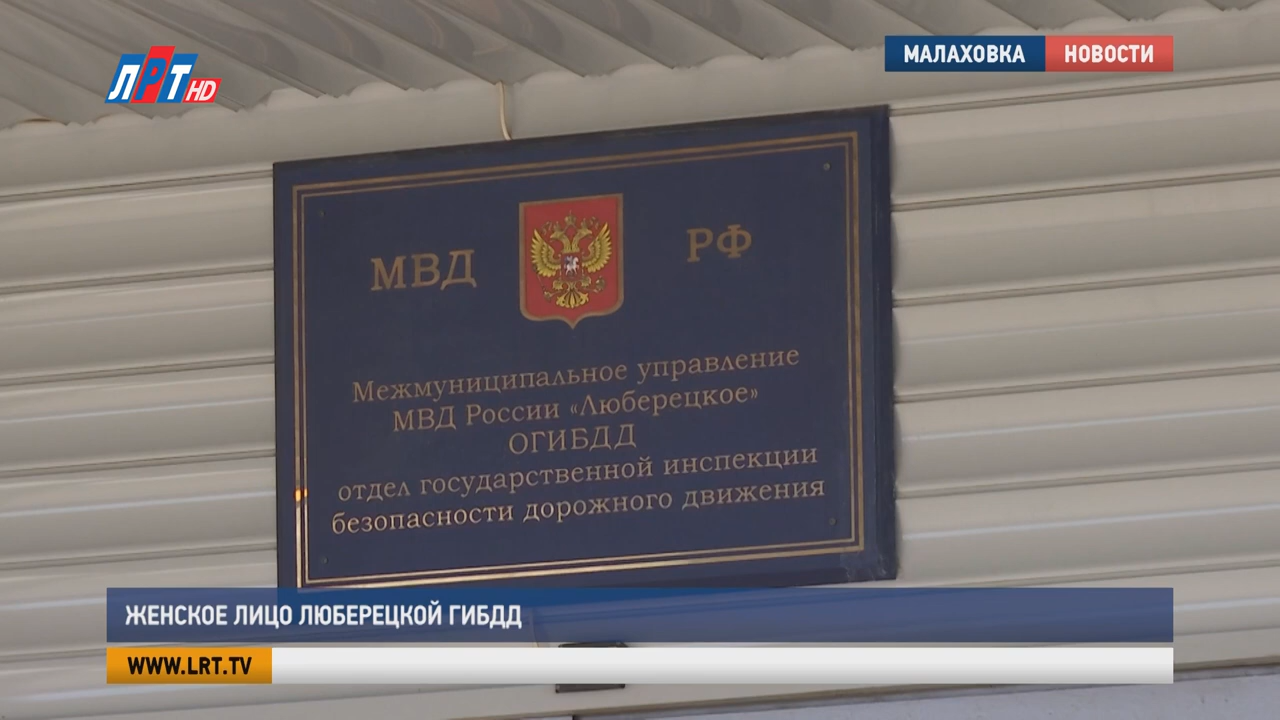 ЛРТ HD
МАЛАХОВКА НОВОСТИ
МВД РФ
Межмуниципальное управление
МВД России «Люберецкое»
ОГИБДД
отдел государственной инспекции
безопасности дорожного движения
ЖЕНСКОЕ ЛИЦО ЛЮБЕРЕЦКОЙ ГИБДД
WWW.LRT.TV